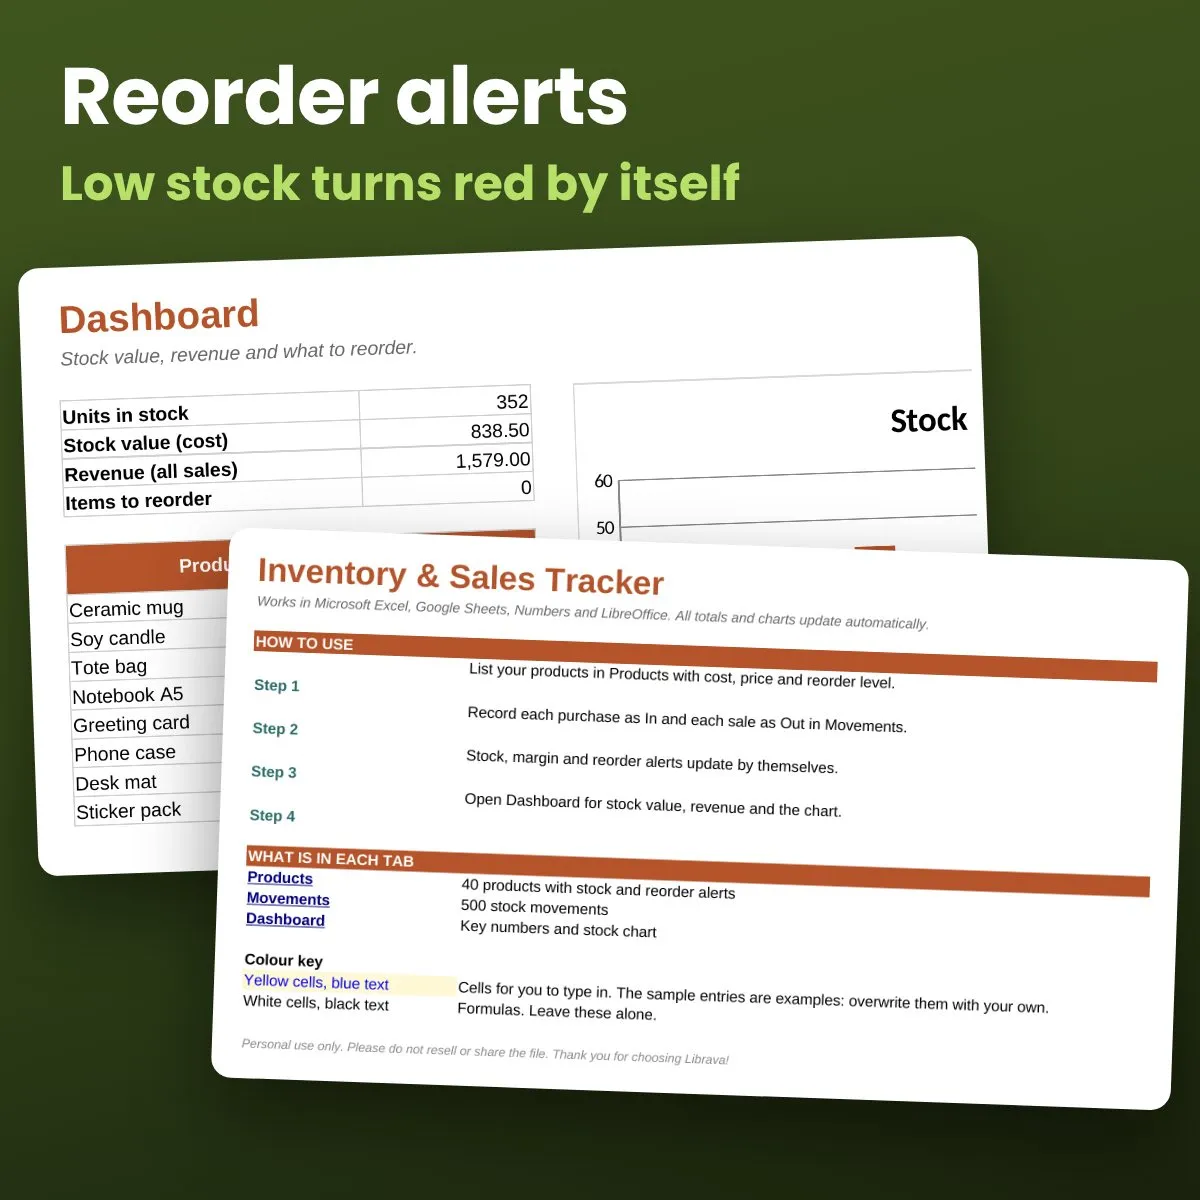 Reorder alerts
Low stock turns red by itself
Dashboard
Stock value, revenue and what to reorder.
Units in stock 352
Stock value (cost) 838.50
Revenue (all sales) 1,579.00
Items to reorder 0
Stock
60
50
Ceramic mug
Soy candle
Tote bag
Notebook A5
Greeting card
Phone case
Desk mat
Sticker pack
Inventory & Sales Tracker
Works in Microsoft Excel, Google Sheets, Numbers and LibreOffice. All totals and charts update automatically.
HOW TO USE
Step 1 List your products in Products with cost, price and reorder level.
Step 2 Record each purchase as In and each sale as Out in Movements.
Step 3 Stock, margin and reorder alerts update by themselves.
Step 4 Open Dashboard for stock value, revenue and the chart.
WHAT IS IN EACH TAB
Products 40 products with stock and reorder alerts
Movements 500 stock movements
Dashboard Key numbers and stock chart
Colour key
Yellow cells, blue text Cells for you to type in. The sample entries are examples: overwrite them with your own.
White cells, black text Formulas. Leave these alone.
Personal use only. Please do not resell or share the file. Thank you for choosing Librava!